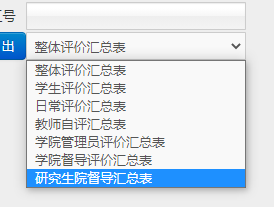 号
出 整体评价汇总表
整体评价汇总表
学生评价汇总表
日常评价汇总表
教师自评汇总表
学院管理员评价汇总表
学院督导评价汇总表
研究生院督导汇总表